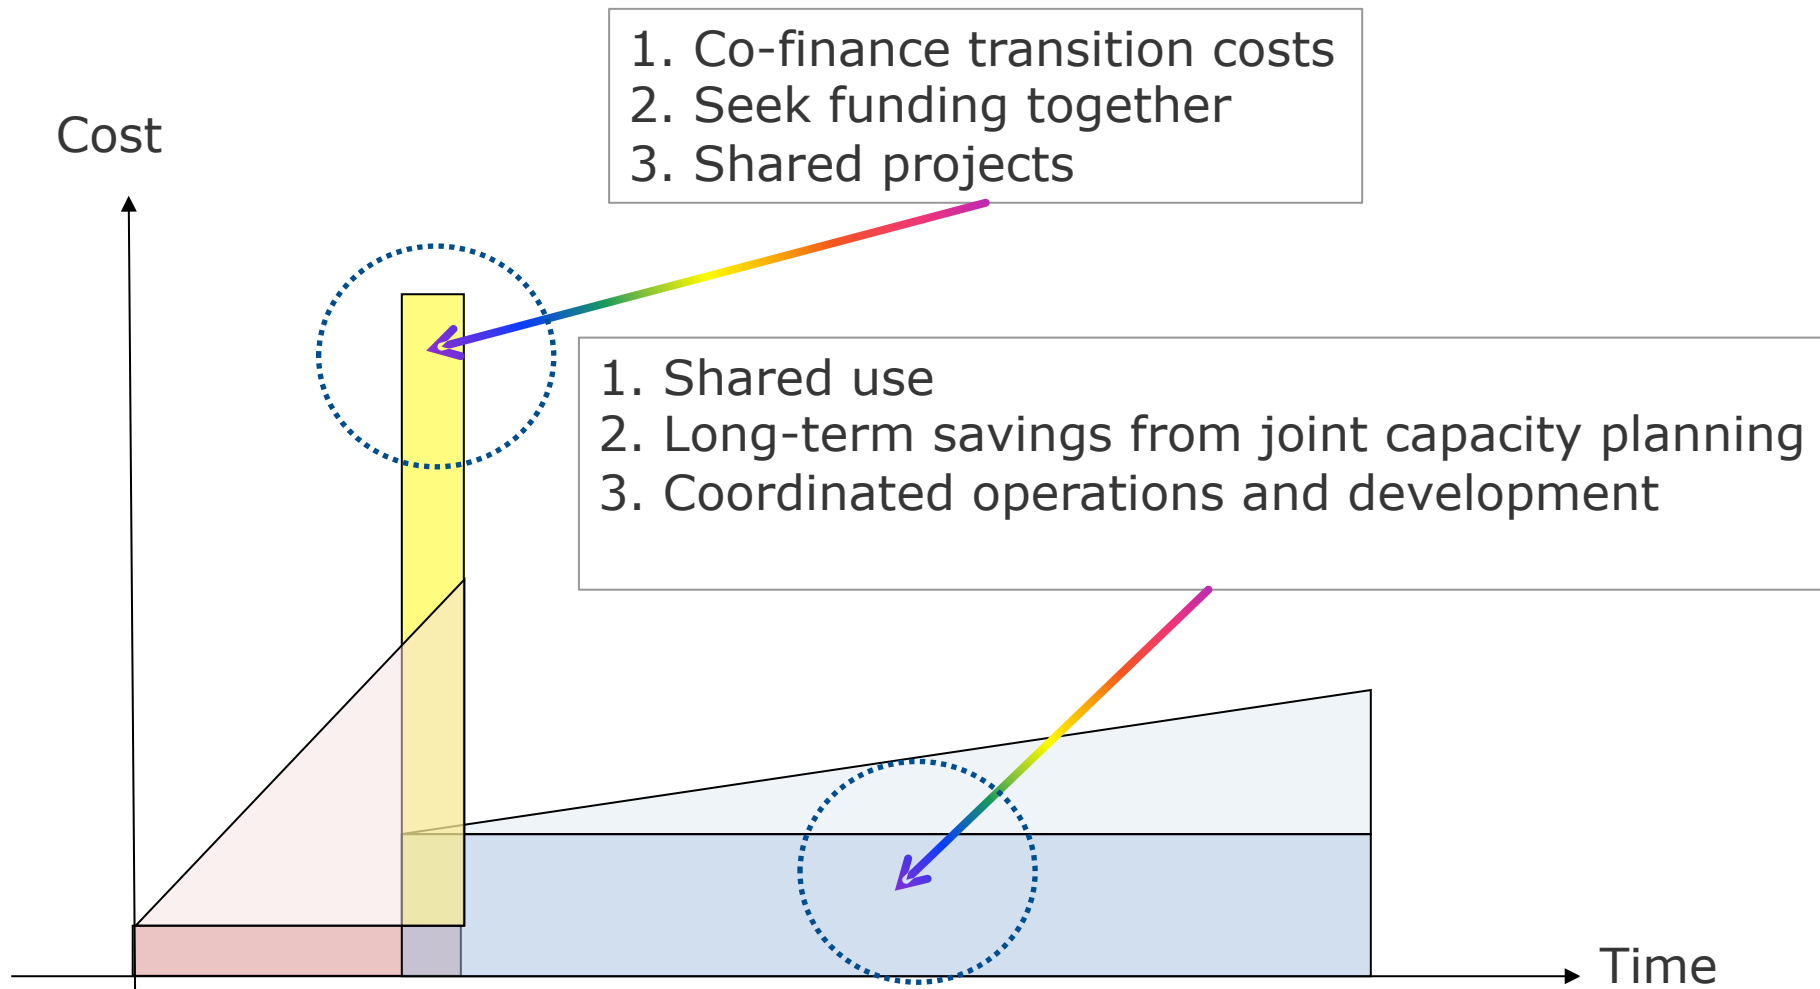 1. Co-finance transition costs
2. Seek funding together
3. Shared projects
Cost
1. Shared use
2. Long-term savings from joint capacity planning
3. Coordinated operations and development
Time